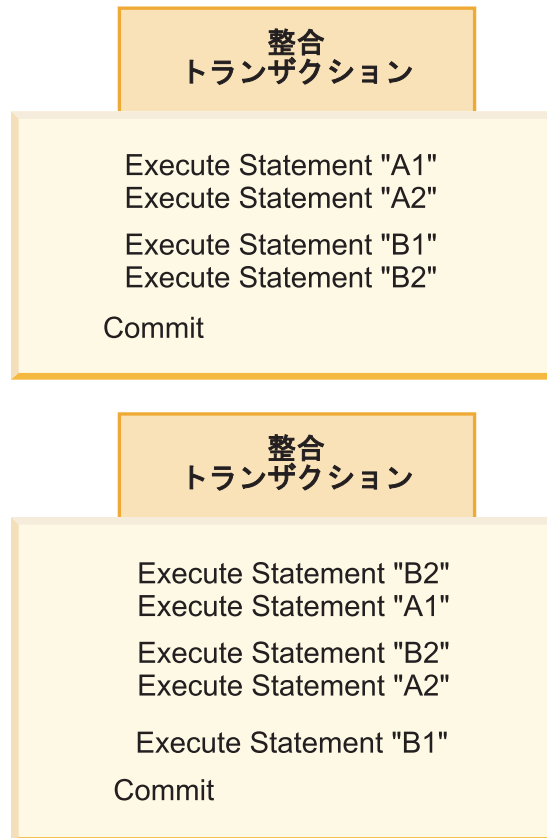 整合
トランザクション
Execute Statement "A1"
Execute Statement "A2"
Execute Statement "B1"
Execute Statement "B2"
Commit
整合
トランザクション
Execute Statement "B2"
Execute Statement "A1"
Execute Statement "B2"
Execute Statement "A2"
Execute Statement "B1"
Commit